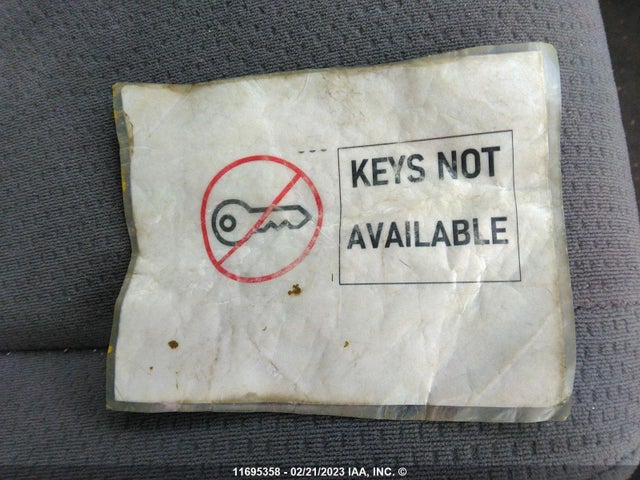 KEYS NOT
AVAILABLE
11695358 - 02/21/2023 IAA, INC. ©